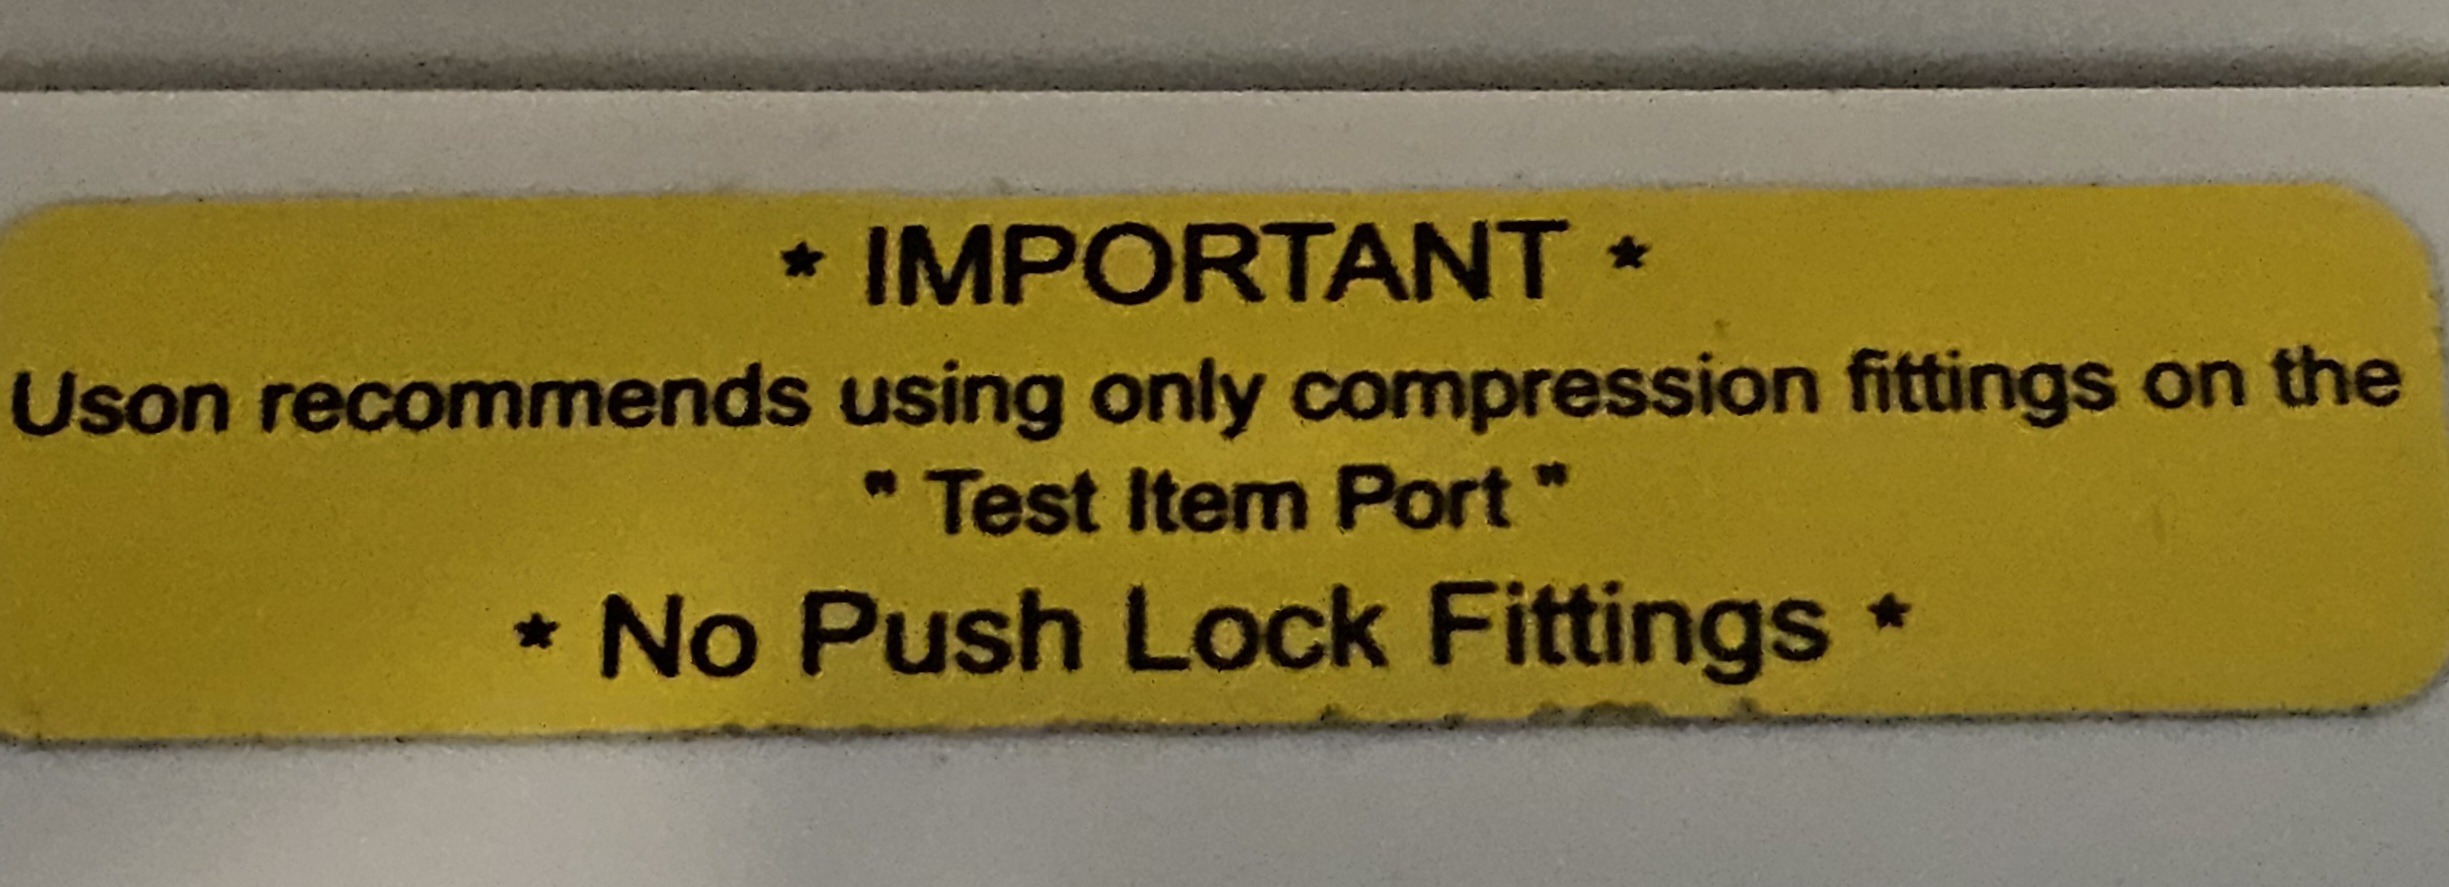 * IMPORTANT *
Uson recommends using only compression fittings on the
" Test Item Port "
* No Push Lock Fittings *